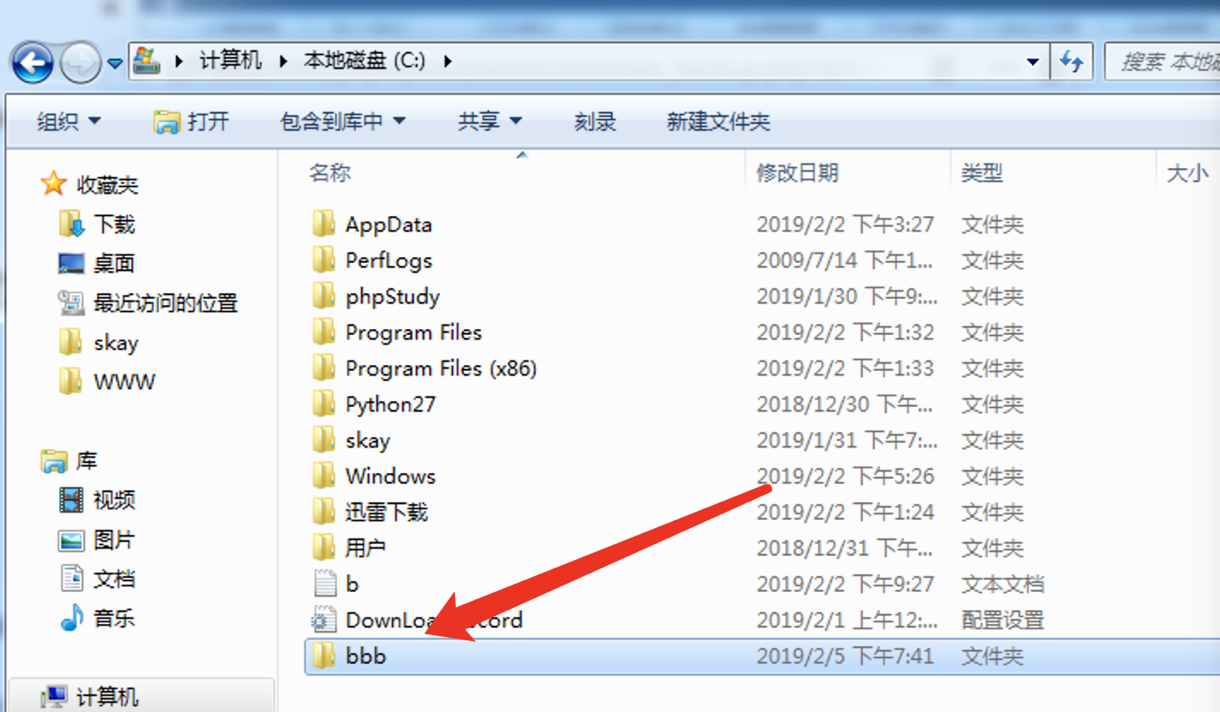 计算机 本地磁盘 (C:) 搜索 本地磁
组织 打开 包含到库中 共享 刻录 新建文件夹
收藏夹
下载
桌面
最近访问的位置
skay
WWW
库
视频
图片
文档
音乐
计算机
名称 修改日期 类型 大小
AppData 2019/2/2 下午3:27 文件夹
PerfLogs 2009/7/14 下午1... 文件夹
phpStudy 2019/1/30 下午9:... 文件夹
Program Files 2019/2/2 下午1:32 文件夹
Program Files (x86) 2019/2/2 下午1:33 文件夹
Python27 2018/12/30 下午... 文件夹
skay 2019/1/31 下午7:... 文件夹
Windows 2019/2/2 下午5:26 文件夹
迅雷下载 2019/2/2 下午1:24 文件夹
用户 2018/12/31 下午... 文件夹
b 2019/2/2 下午9:27 文本文档
2019/2/1 上午12:... 配置设置
bbb 2019/2/5 下午7:41 文件夹